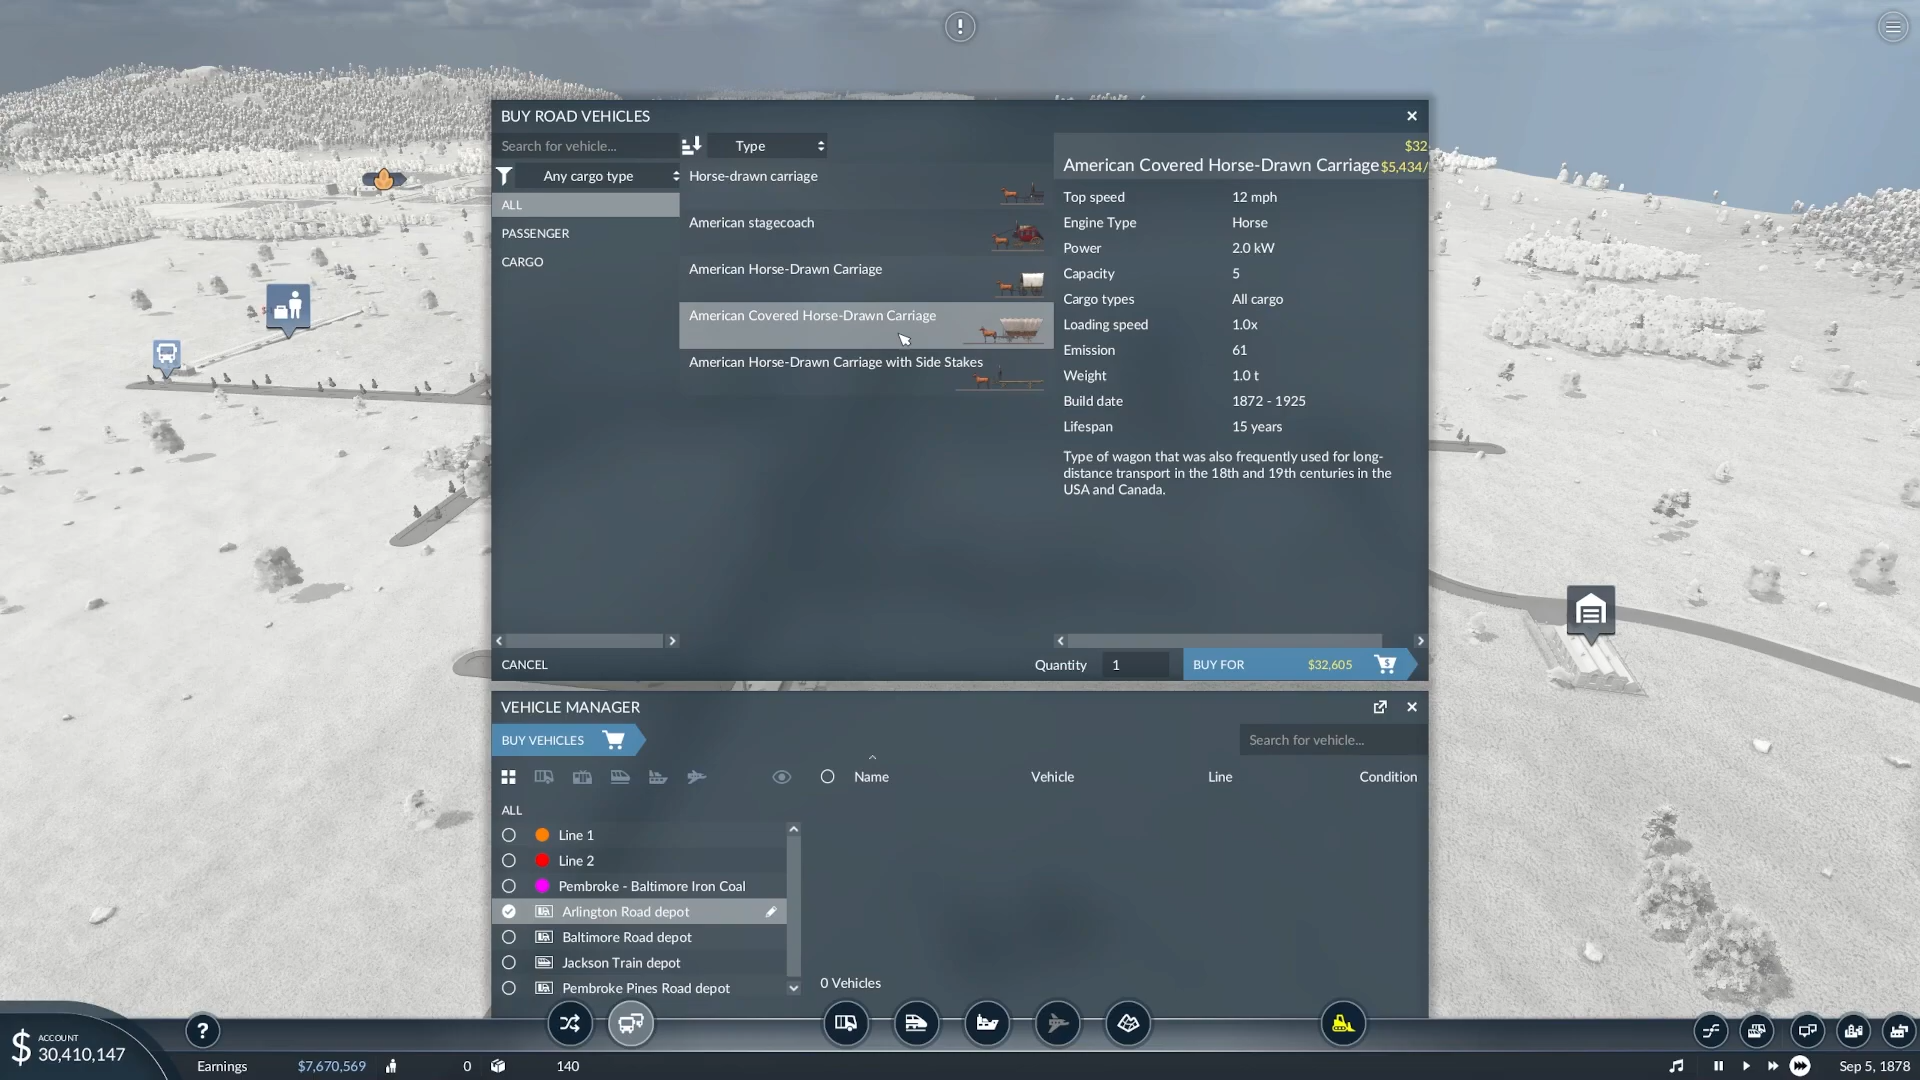 BUY ROAD VEHICLES
Search for vehicle...
Type
Any cargo type
ALL
PASSENGER
CARGO
Horse-drawn carriage
American stagecoach
American Horse-Drawn Carriage
American Covered Horse-Drawn Carriage
American Horse-Drawn Carriage with Side Stakes
$32
American Covered Horse-Drawn Carriage $5,434/
Top speed 12 mph
Engine Type Horse
Power 2.0 kW
Capacity 5
Cargo types All cargo
Loading speed 1.0x
Emission 61
Weight 1.0 t
Build date 1872 - 1925
Lifespan 15 years
Type of wagon that was also frequently used for long-
distance transport in the 18th and 19th centuries in the
USA and Canada.
CANCEL
Quantity 1
BUY FOR $32,605
VEHICLE MANAGER
BUY VEHICLES
Search for vehicle...
Name Vehicle Line Condition
ALL
Line 1
Line 2
Pembroke - Baltimore Iron Coal
Arlington Road depot
Baltimore Road depot
Jackson Train depot
Pembroke Pines Road depot
0 Vehicles
$ ACCOUNT
30,410,147
?
Earnings $7,670,569 0 140
Sep 5, 1878